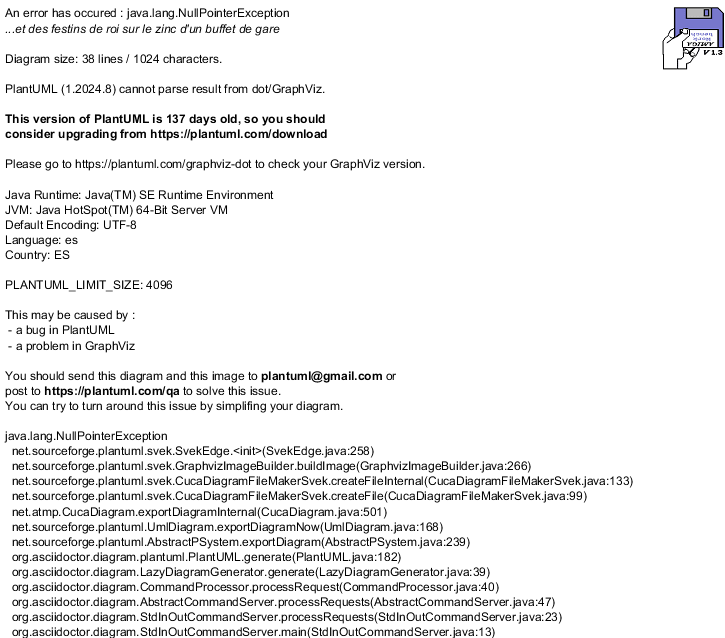 An error has occured : java.lang.NullPointerException
...et des festins de roi sur le zinc d'un buffet de gare
Diagram size: 38 lines / 1024 characters.
PlantUML (1.2024.8) cannot parse result from dot/GraphViz.
This version of PlantUML is 137 days old, so you should
consider upgrading from https://plantuml.com/download
Please go to https://plantuml.com/graphviz-dot to check your GraphViz version.
Java Runtime: Java(TM) SE Runtime Environment
JVM: Java HotSpot(TM) 64-Bit Server VM
Default Encoding: UTF-8
Language: es
Country: ES
PLANTUML_LIMIT_SIZE: 4096
This may be caused by :
- a bug in PlantUML
- a problem in GraphViz
You should send this diagram and this image to plantuml@gmail.com or
post to https://plantuml.com/qa to solve this issue.
You can try to turn around this issue by simplifing your diagram.
java.lang.NullPointerException
net.sourceforge.plantuml.svek.SvekEdge.<init>(SvekEdge.java:258)
net.sourceforge.plantuml.svek.GraphvizImageBuilder.buildImage(GraphvizImageBuilder.java:266)
net.sourceforge.plantuml.svek.CucaDiagramFileMakerSvek.createFileInternal(CucaDiagramFileMakerSvek.java:133)
net.sourceforge.plantuml.svek.CucaDiagramFileMakerSvek.createFile(CucaDiagramFileMakerSvek.java:99)
net.atmp.CucaDiagram.exportDiagramInternal(CucaDiagram.java:501)
net.sourceforge.plantuml.UmlDiagram.exportDiagramNow(UmlDiagram.java:168)
net.sourceforge.plantuml.AbstractPSystem.exportDiagram(AbstractPSystem.java:239)
org.asciidoctor.diagram.plantuml.PlantUML.generate(PlantUML.java:182)
org.asciidoctor.diagram.LazyDiagramGenerator.generate(LazyDiagramGenerator.java:39)
org.asciidoctor.diagram.CommandProcessor.processRequest(CommandProcessor.java:40)
org.asciidoctor.diagram.AbstractCommandServer.processRequests(AbstractCommandServer.java:47)
org.asciidoctor.diagram.StdInOutCommandServer.processRequests(StdInOutCommandServer.java:23)
org.asciidoctor.diagram.StdInOutCommandServer.main(StdInOutCommandServer.java:13)
AMIGA
V 1.3